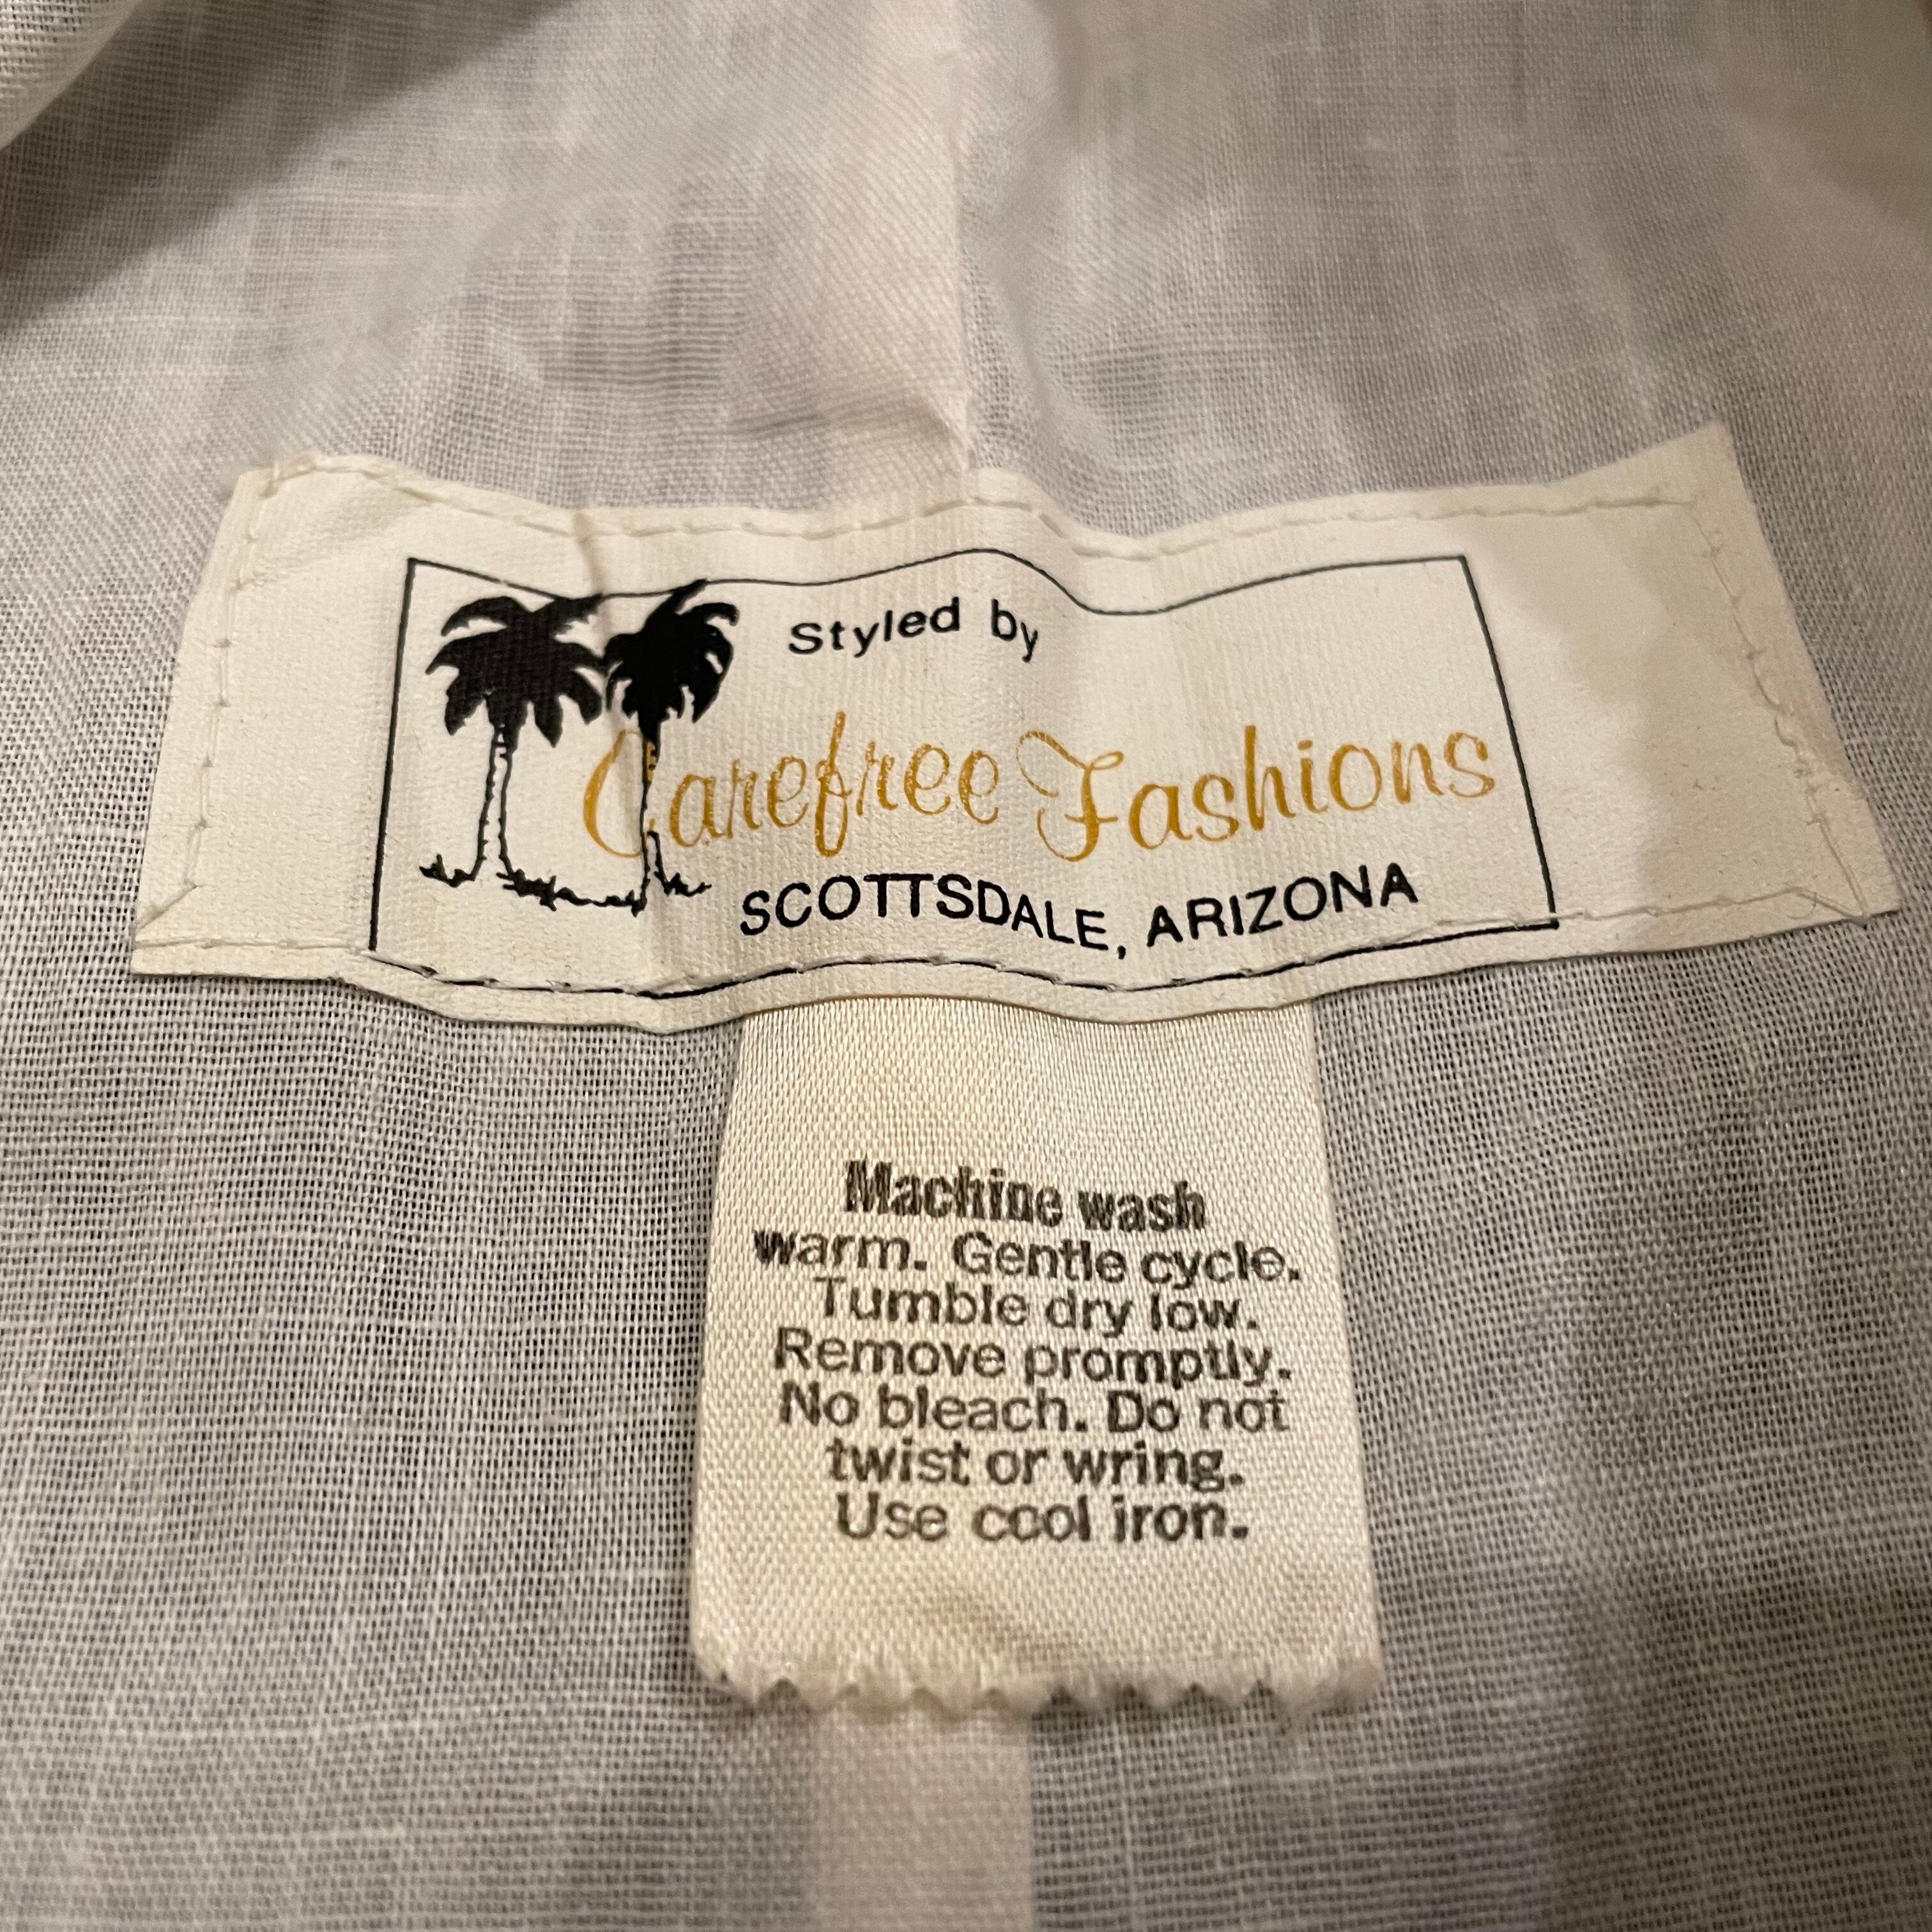 Styled by
Carefree Fashions
SCOTTSDALE, ARIZONA
Machine wash
warm. Gentle cycle.
Tumble dry low.
Remove promptly.
No bleach. Do not
twist or wring.
Use cool iron.